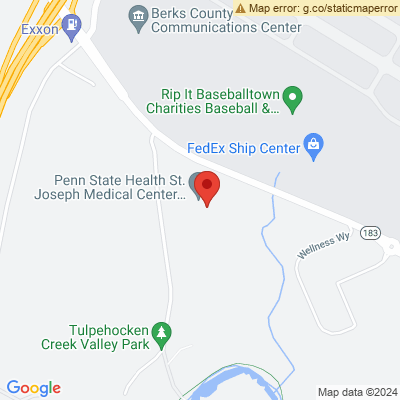 Map error: g.co/staticmaperror
Berks County
Communications Center
Exxon
Rip It Baseballtown
Charities Baseball &...
FedEx Ship Center
Penn State Health St.
Joseph Medical Center...
183
Wellness Wy
Tulpehocken
Creek Valley Park
Google
Map data ©2024